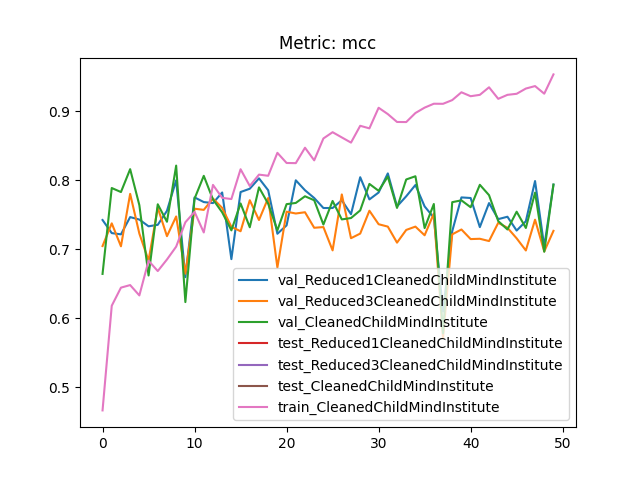 Metric: mcc
0.9
0.8
0.7
0.6
0.5
val_Reduced1CleanedChildMindInstitute
val_Reduced3CleanedChildMindInstitute
val_CleanedChildMindInstitute
test_Reduced1CleanedChildMindInstitute
test_Reduced3CleanedChildMindInstitute
test_CleanedChildMindInstitute
train_CleanedChildMindInstitute
0 10 20 30 40 50